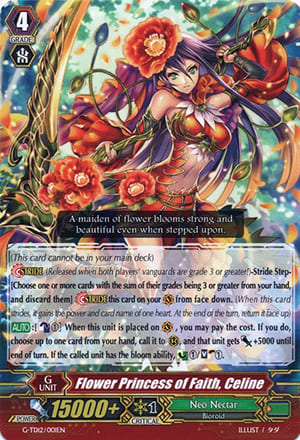 4
GRADE
A maiden of flower blooms strong and
beautiful even when stepped upon.
(This card cannot be in your main deck)
STRIDE (Released when both players' vanguards are grade 3 or greater!)-Stride Step-
[Choose one or more cards with the sum of their grades being 3 or greater from your hand,
and discard them] STRIDE this card on your from face down. (When this card
strides, it gains the power and card name of your heart. At the end of the turn, return it face up)
AUTO : When this unit is placed on , you may pay the cost. If you do,
choose up to one card from your hand, call it to , and that unit gets +5000 until
end of turn. If the called unit has the bloom ability,
G
UNIT
Flower Princess of Faith, Celine
POWER 15000+ 1 CRITICAL
Neo Nectar
Bioroid
G-TD12/001EN
ILLUST / タタ